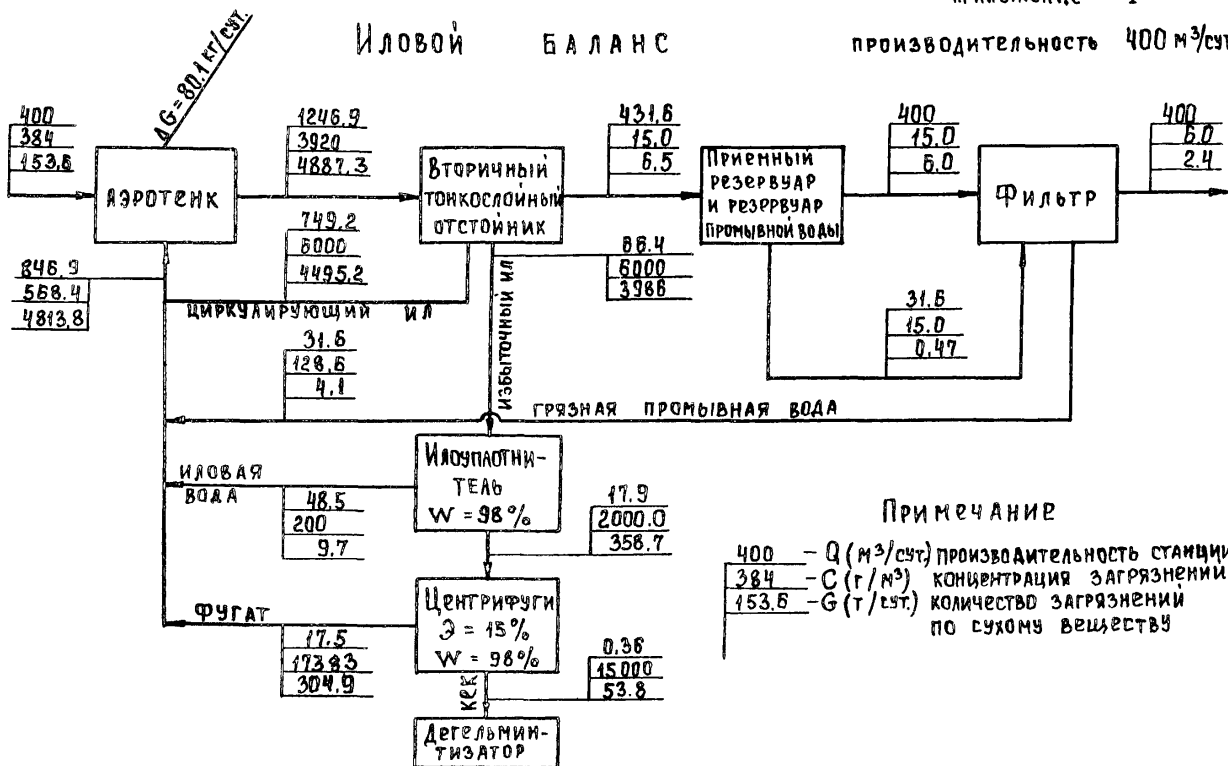 Иловой баланс
производительность 400 м³/сут
ΔG=80.1 кг/сут.
400
384
153,6
1246.9
3920
4887.3
431,6
15.0
6.5
400
15.0
6.0
400
6.0
2.4
Аэротенк
Вторичный
тонкослойный
отстойник
Приемный
резервуар
и резервуар
промывной воды
Фильтр
749.2
6000
4495.2
66.4
6000
3986
846.9
568.4
4813,8
циркулирующий ил
избыточный ил
31.6
15.0
0,47
31.6
128,6
4,1
грязная промывная вода
Илоуплотни-
тель
W = 98%
иловая
вода
48,5
200
9,7
17.9
2000.0
358.7
Примечание
400 – Q (м³/сут.) производительность станции
384 – С (г/м³) концентрация загрязнений
153.6 – G (т/сут.) количество загрязнений
по сухому веществу
Центрифуги
Э = 15%
W = 98%
фугат
17.5
17383
304.9
0,36
15000
53.8
кек
Дегельмин-
тизатор